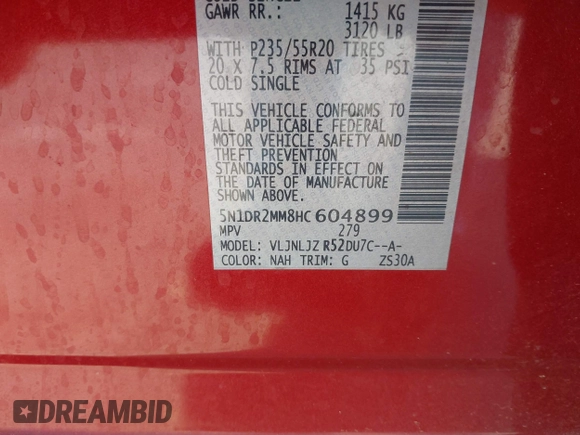 GAWR RR.: 1415 KG
3120 LB
WITH P235/55R20 TIRES
20 X 7.5 RIMS AT 35 PSI
COLD SINGLE
THIS VEHICLE CONFORMS TO
ALL APPLICABLE FEDERAL
MOTOR VEHICLE SAFETY AND
THEFT PREVENTION
STANDARDS IN EFFECT ON
THE DATE OF MANUFACTURE
SHOWN ABOVE.
5N1DR2MM8HC 604899
MPV 279
MODEL: VLJNLJZ R52DU7C--A-
COLOR: NAH TRIM: G ZS30A
DREAMBID